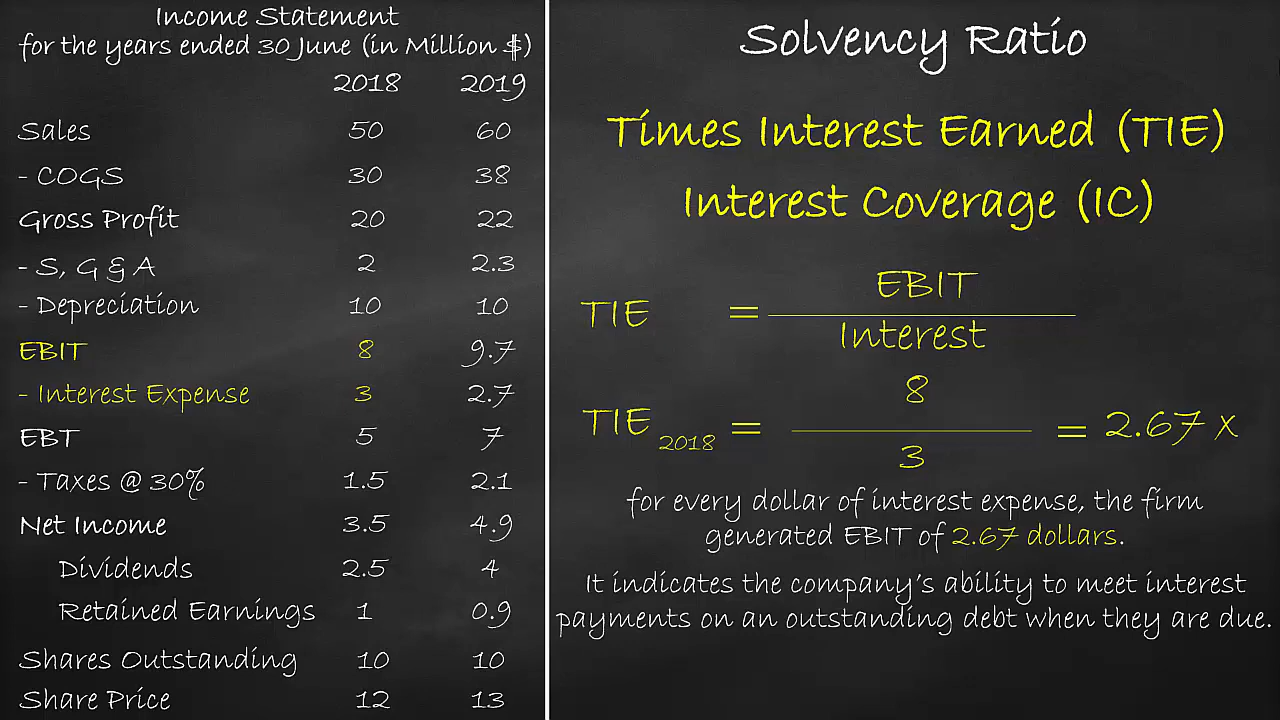 Income Statement
for the years ended 30 June (in Million $)
2018 2019
Sales 50 60
- COGS 30 38
Gross Profit 20 22
- S, G & A 2 2.3
- Depreciation 10 10
EBIT 8 9.7
- Interest Expense 3 2.7
EBT 5 7
- Taxes @ 30% 1.5 2.1
Net Income 3.5 4.9
Dividends 2.5 4
Retained Earnings 1 0.9
Shares Outstanding 10 10
Share Price 12 13
Solvency Ratio
Times Interest Earned (TIE)
Interest Coverage (IC)
TIE = EBIT
Interest
8
TIE 2018 = = 2.67 x
3
for every dollar of interest expense, the firm
generated EBIT of 2.67 dollars.
It indicates the company's ability to meet interest
payments on an outstanding debt when they are due.